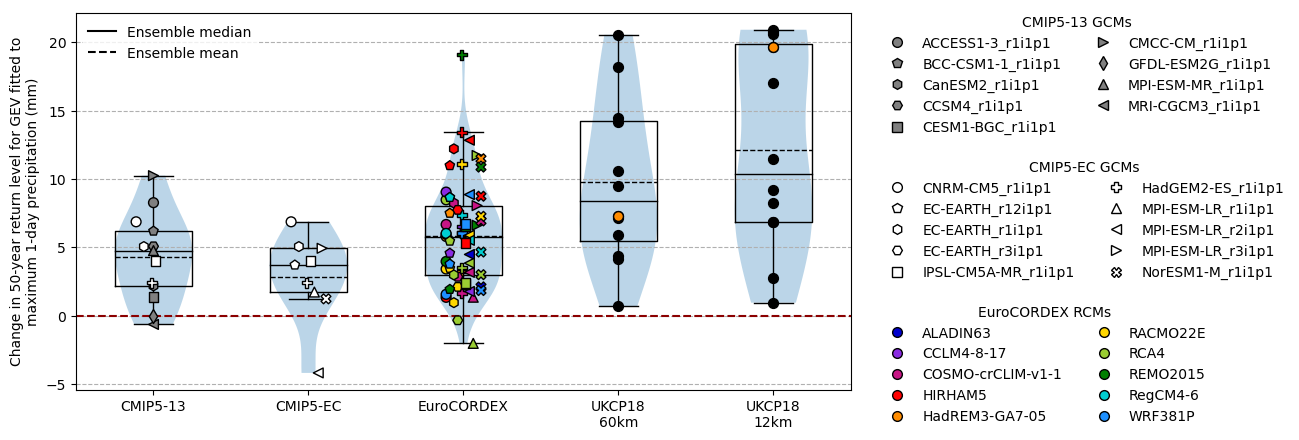 Change in 50-year return level for GEV fitted to
maximum 1-day precipitation (mm)
20
15
10
5
0
−5
Ensemble median
Ensemble mean
CMIP5-13
CMIP5-EC
EuroCORDEX
UKCP18
60km
UKCP18
12km
CMIP5-13 GCMs
ACCESS1-3_r1i1p1
BCC-CSM1-1_r1i1p1
CanESM2_r1i1p1
CCSM4_r1i1p1
CESM1-BGC_r1i1p1
CMCC-CM_r1i1p1
GFDL-ESM2G_r1i1p1
MPI-ESM-MR_r1i1p1
MRI-CGCM3_r1i1p1
CMIP5-EC GCMs
CNRM-CM5_r1i1p1
EC-EARTH_r12i1p1
EC-EARTH_r1i1p1
EC-EARTH_r3i1p1
IPSL-CM5A-MR_r1i1p1
HadGEM2-ES_r1i1p1
MPI-ESM-LR_r1i1p1
MPI-ESM-LR_r2i1p1
MPI-ESM-LR_r3i1p1
NorESM1-M_r1i1p1
EuroCORDEX RCMs
ALADIN63
CCLM4-8-17
COSMO-crCLIM-v1-1
HIRHAM5
HadREM3-GA7-05
RACMO22E
RCA4
REMO2015
RegCM4-6
WRF381P